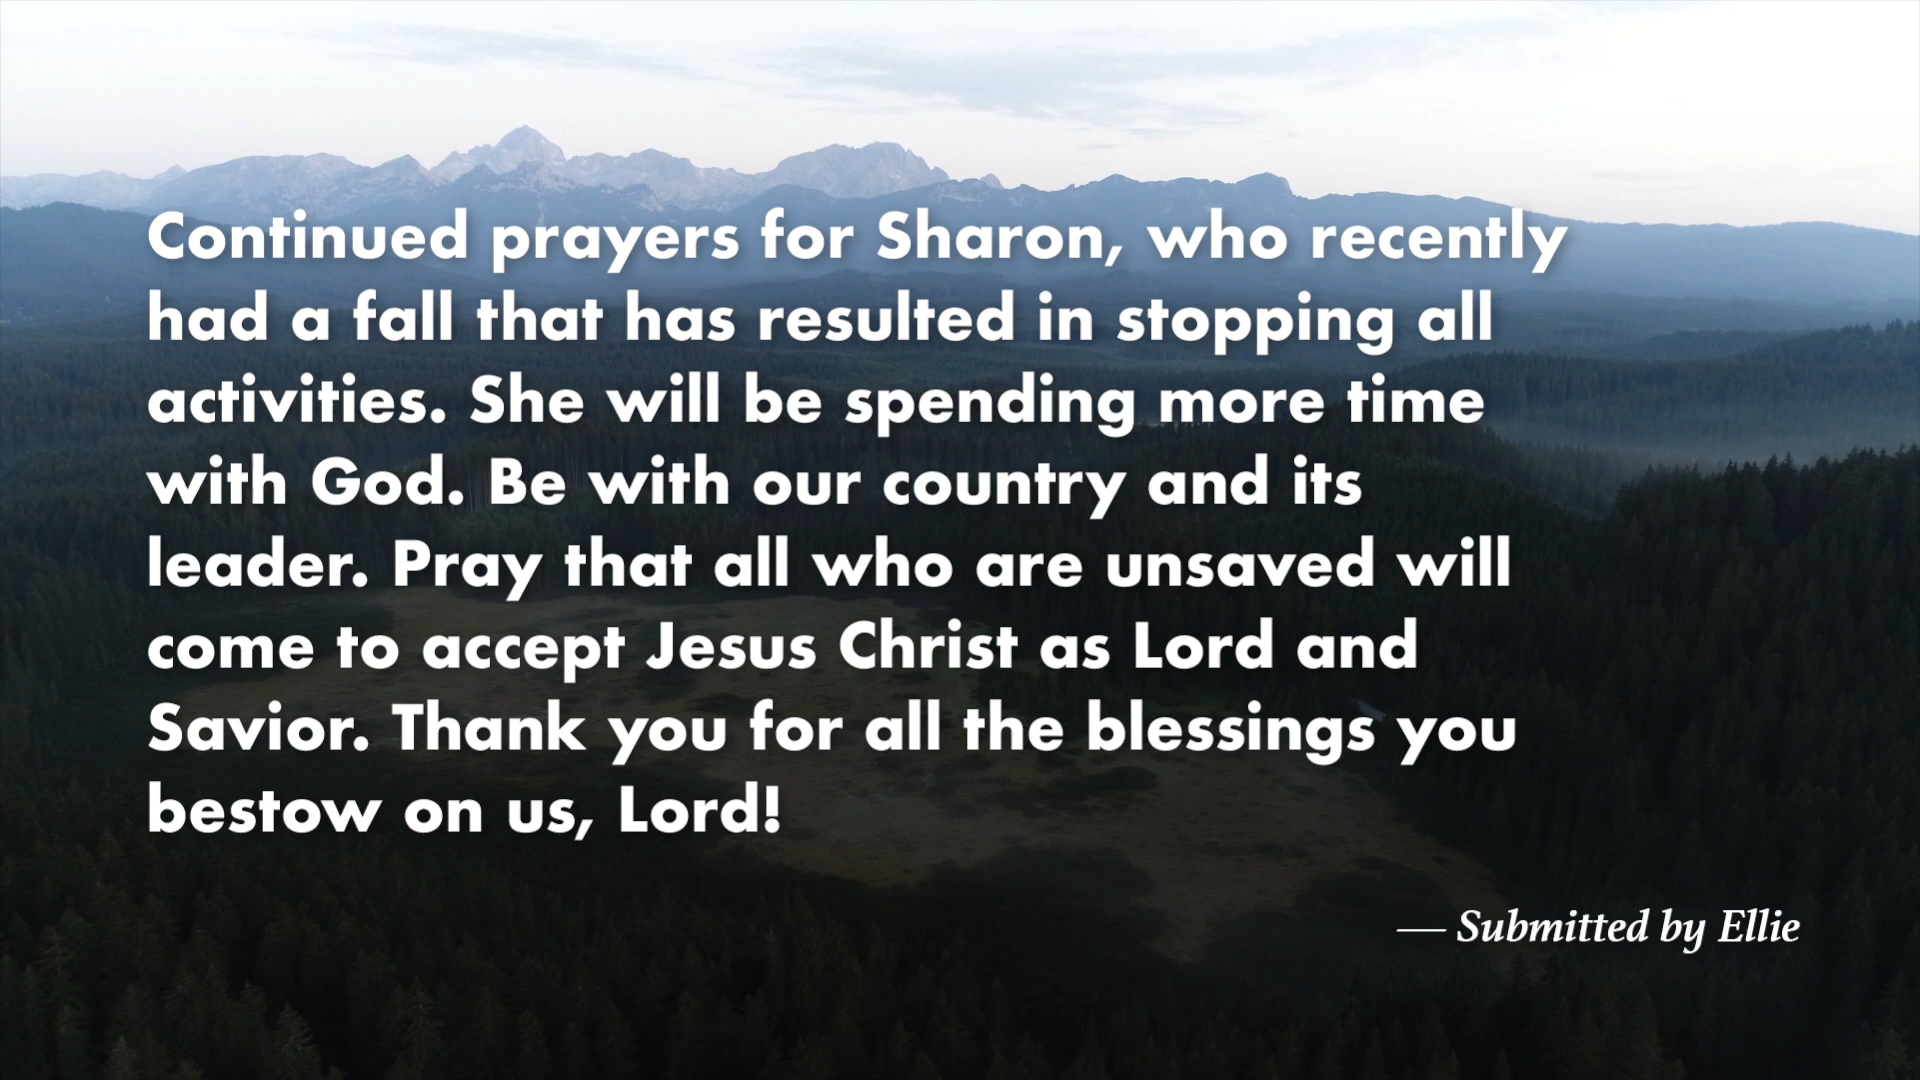 Continued prayers for Sharon, who recently
had a fall that has resulted in stopping all
activities. She will be spending more time
with God. Be with our country and its
leader. Pray that all who are unsaved will
come to accept Jesus Christ as Lord and
Savior. Thank you for all the blessings you
bestow on us, Lord!
— Submitted by Ellie